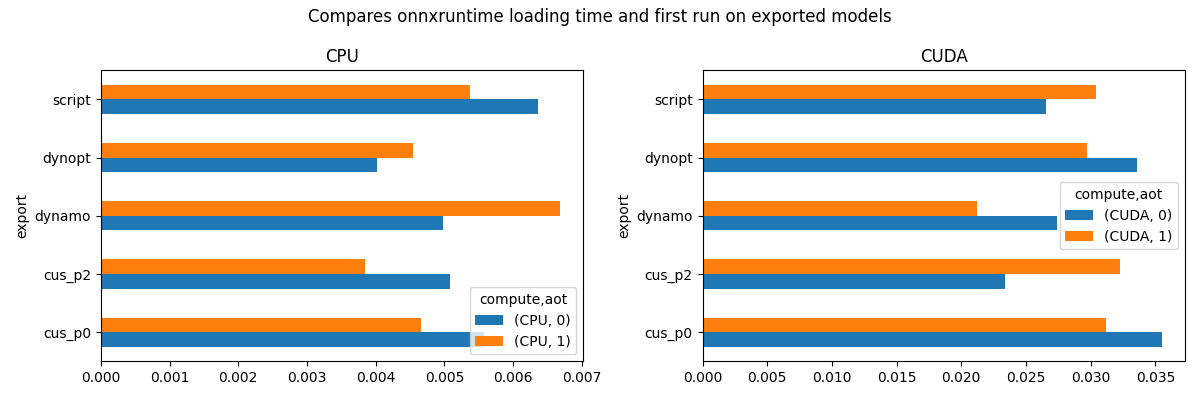 Compares onnxruntime loading time and first run on exported models
CPU
export
script
dynopt
dynamo
cus_p2
cus_p0
compute,aot
(CPU, 0)
(CPU, 1)
0.000 0.001 0.002 0.003 0.004 0.005 0.006 0.007
CUDA
export
script
dynopt
dynamo
cus_p2
cus_p0
compute,aot
(CUDA, 0)
(CUDA, 1)
0.000 0.005 0.010 0.015 0.020 0.025 0.030 0.035